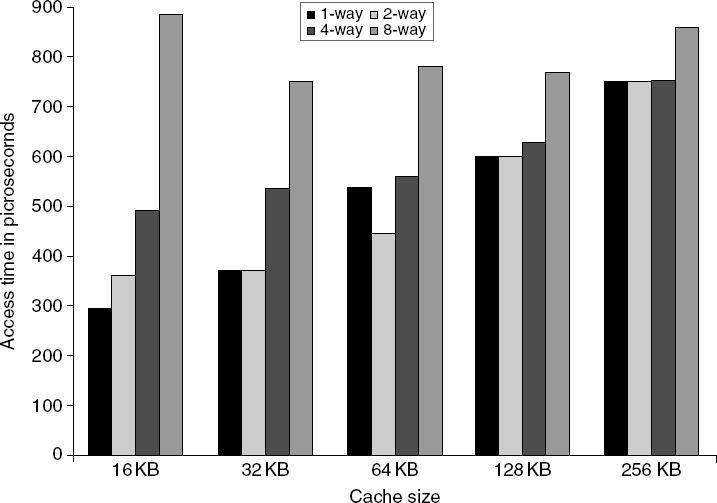 900
800
700
600
500
400
300
200
100
0
Access time in picroseconds
1-way 2-way
4-way 8-way
16 KB 32 KB 64 KB 128 KB 256 KB
Cache size